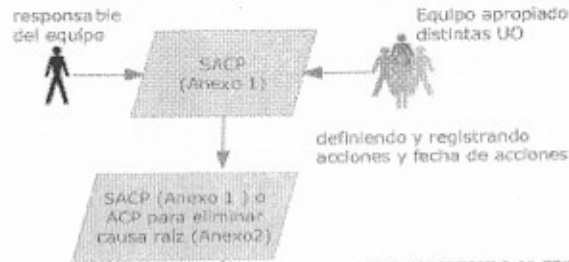 responsable
del equipo
Equipo apropiado
distintas UO
SACP
(Anexo 1)
definiendo y registrando
acciones y fecha de acciones
SACP (Anexo 1 ) o
ACP para eliminar
causa raíz (Anexo2)